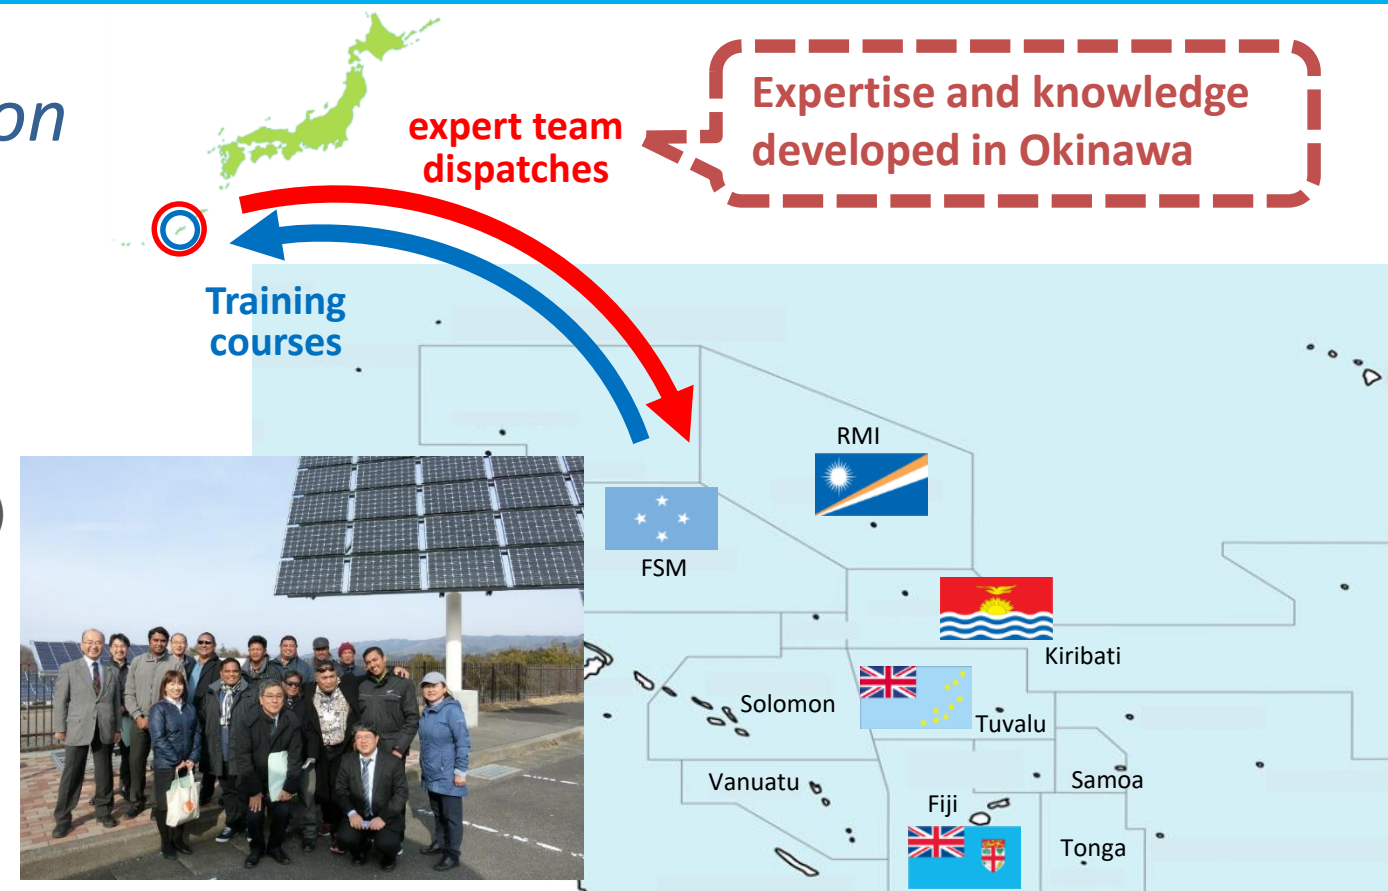 on
expert team
dispatches
Expertise and knowledge
developed in Okinawa
Training
courses
RMI
)
FSM
Kiribati
Solomon
Tuvalu
Vanuatu
Samoa
Fiji
Tonga